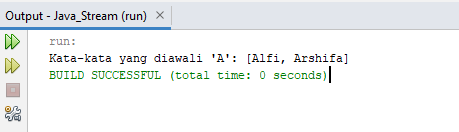 Output - Java_Stream (run)
run:
Kata-kata yang diawali 'A': [Alfi, Arshifa]
BUILD SUCCESSFUL (total time: 0 seconds)